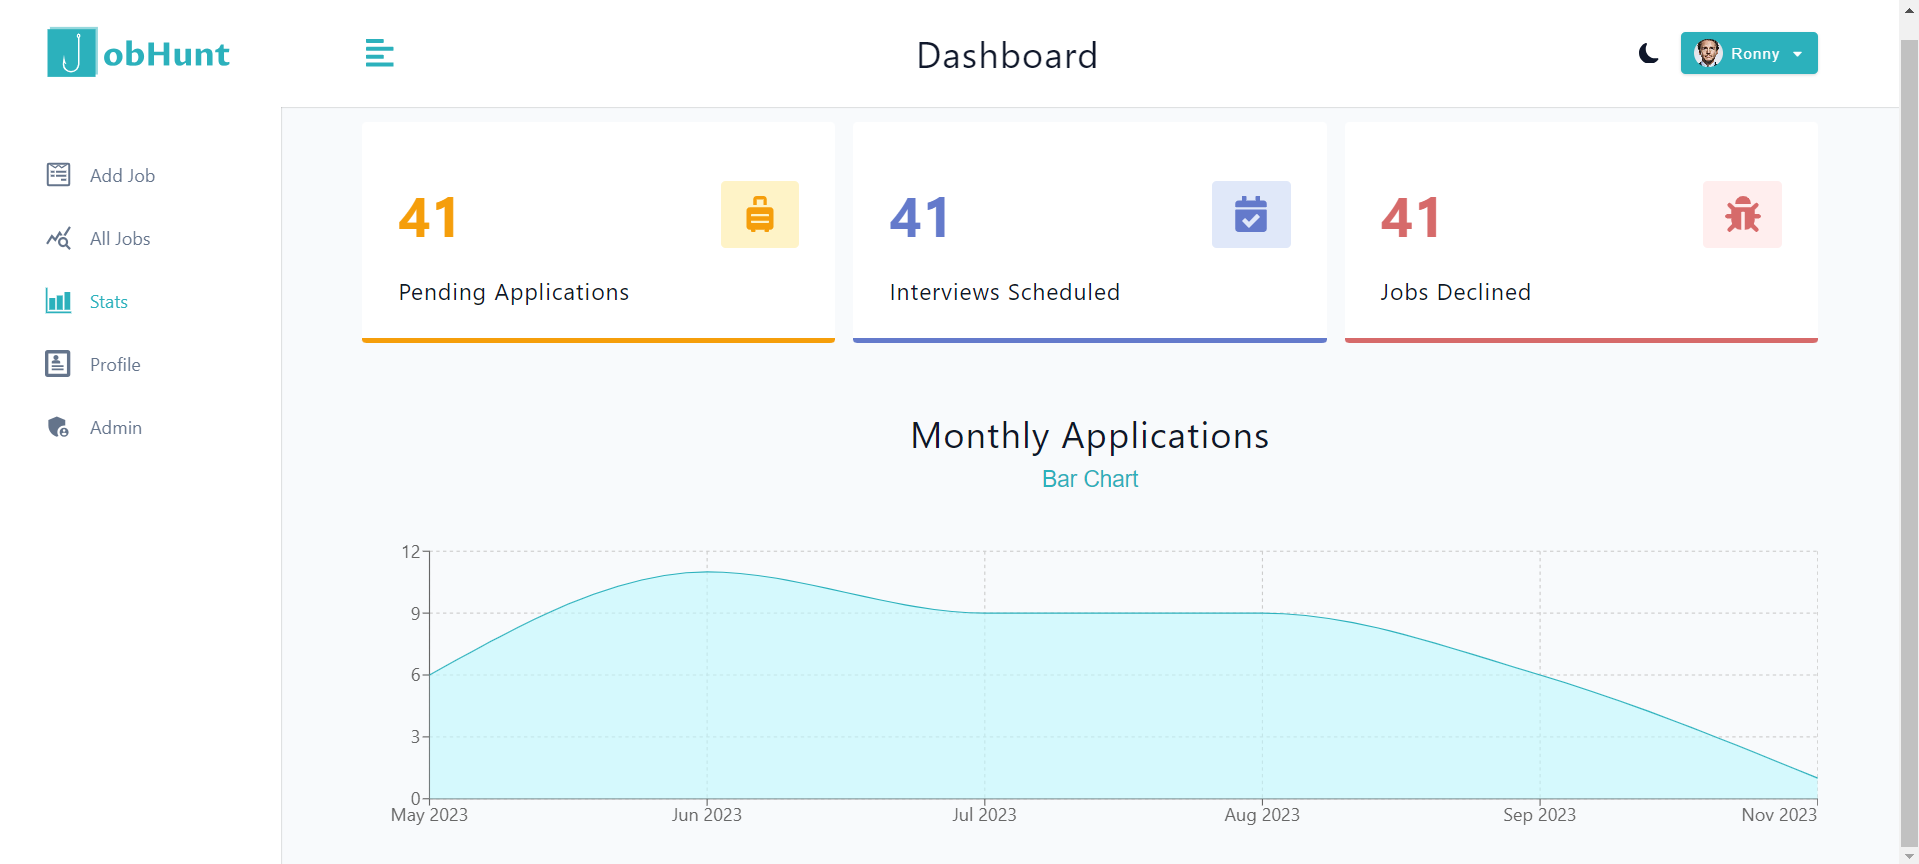 JobHunt
Dashboard
Ronny
Add Job
All Jobs
Stats
Profile
Admin
41
Pending Applications
41
Interviews Scheduled
41
Jobs Declined
Monthly Applications
Bar Chart
12
9
6
3
0
May 2023 Jun 2023 Jul 2023 Aug 2023 Sep 2023 Nov 2023